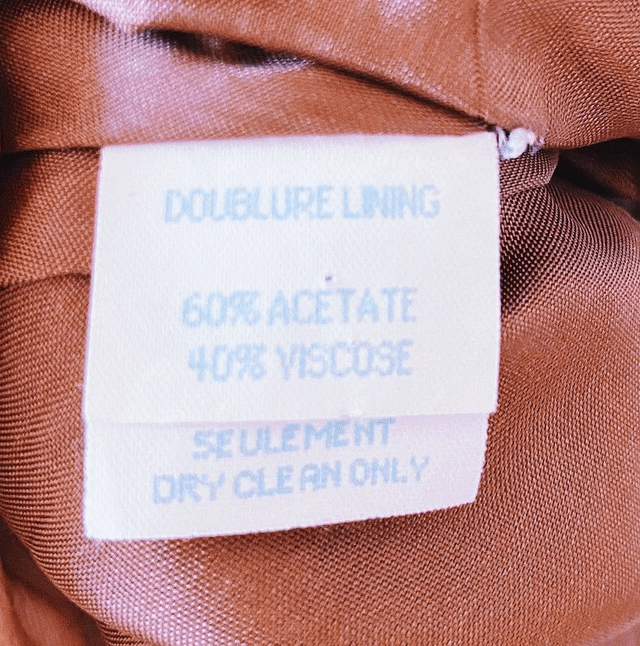 DOUBLURE LINING
60% ACETATE
40% VISCOSE
SEULEMENT
DRY CLEAN ONLY